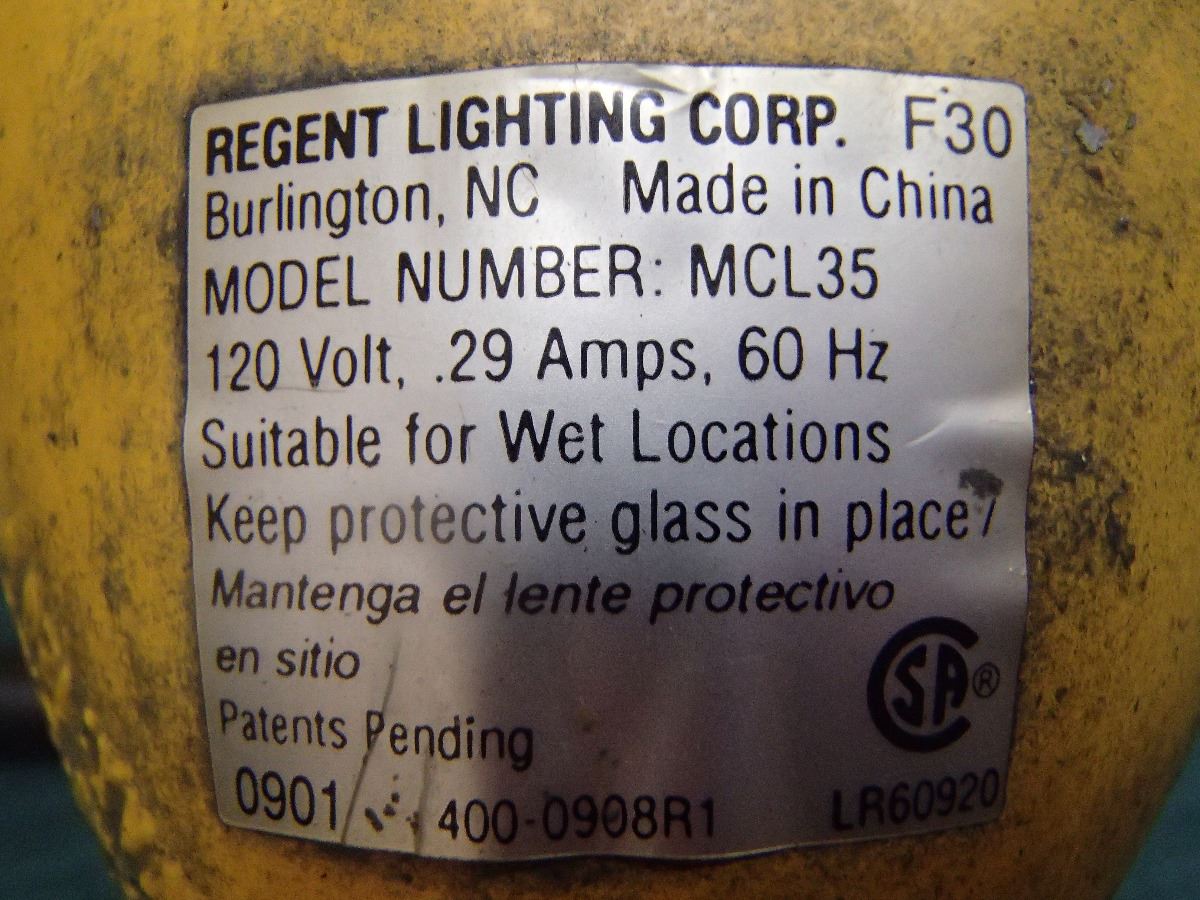 REGENT LIGHTING CORP. F30
Burlington, NC Made in China
MODEL NUMBER: MCL35
120 Volt, .29 Amps, 60 Hz
Suitable for Wet Locations
Keep protective glass in place /
Mantenga el lente protectivo
en sitio
Patents Pending
SA®
0901 400-0908R1 LR60920